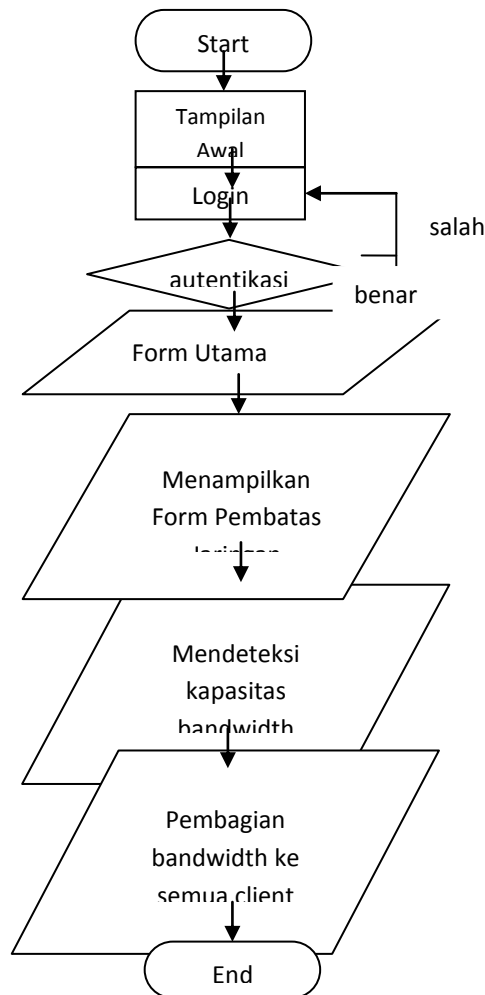 Start
Tampilan
Awal
Login
salah
autentikasi
benar
Form Utama
Menampilkan
Form Pembatas
Jaringan
Mendeteksi
kapasitas
bandwidth
Pembagian
bandwidth ke
semua client
End